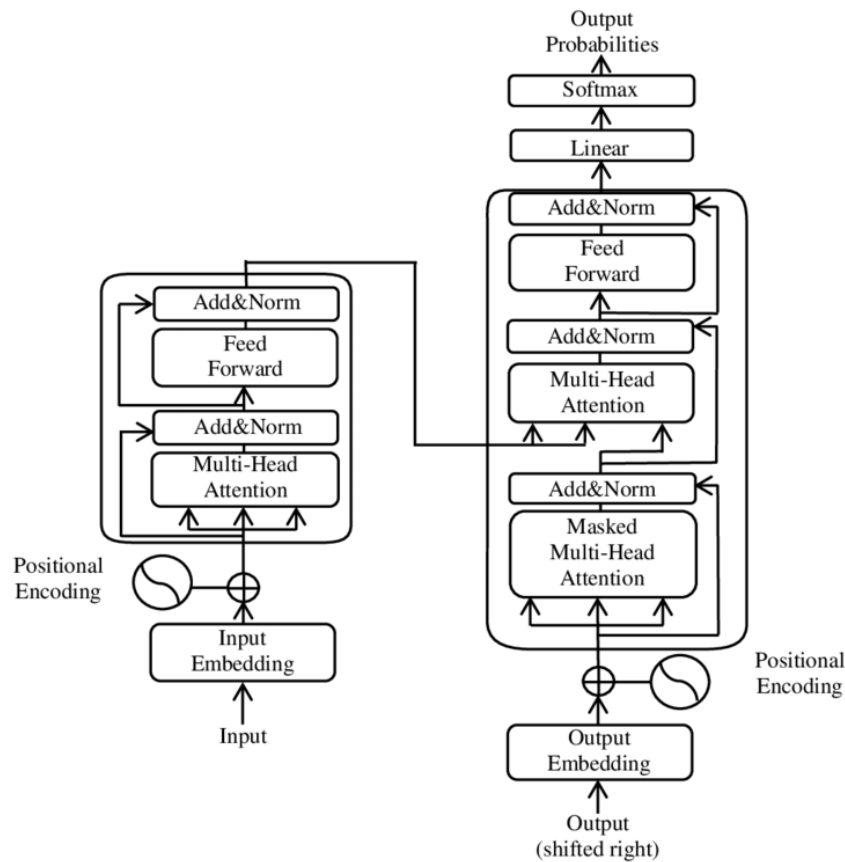 Output
Probabilities
Softmax
Linear
Add&Norm
Feed
Forward
Add&Norm
Multi-Head
Attention
Add&Norm
Masked
Multi-Head
Attention
Positional
Encoding
Output
Embedding
Output
(shifted right)
Add&Norm
Feed
Forward
Add&Norm
Multi-Head
Attention
Positional
Encoding
Input
Embedding
Input